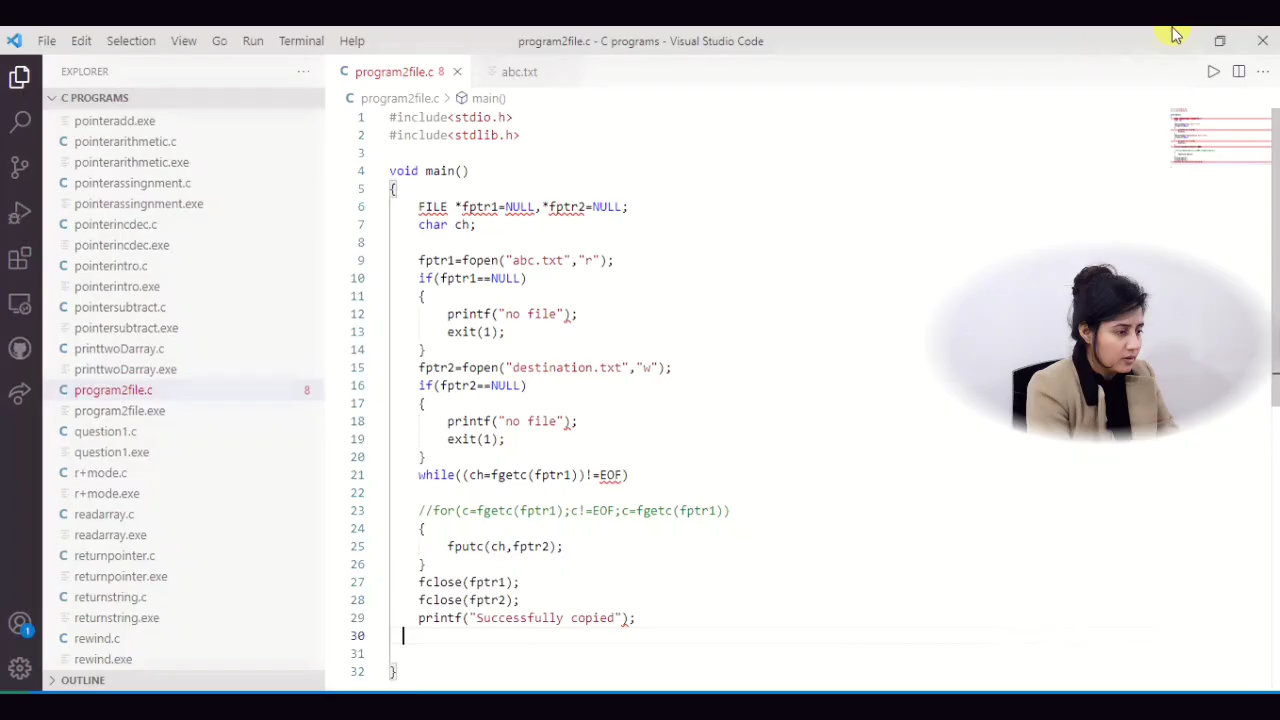 File Edit Selection View Go Run Terminal Help
program2file.c - C programs - Visual Studio Code
EXPLORER
program2file.c 8
abc.txt
C PROGRAMS
program2file.c > main()
pointeradd.exe
pointerarithmetic.c
pointerarithmetic.exe
pointerassingnment.c
pointerassingnment.exe
pointerincdec.c
pointerincdec.exe
pointerintro.c
pointerintro.exe
pointersubtract.c
pointersubtract.exe
printtwoDarray.c
printtwoDarray.exe
program2file.c 8
program2file.exe
question1.c
question1.exe
r+mode.c
r+mode.exe
readarray.c
readarray.exe
returnpointer.c
returnpointer.exe
returnstring.c
returnstring.exe
rewind.c
rewind.exe
OUTLINE
1
1 #include<stdio.h>
2 #include<stdlib.h>
3
4 void main()
5 {
6 FILE *fptr1=NULL,*fptr2=NULL;
7 char ch;
8
9 fptr1=fopen("abc.txt","r");
10 if(fptr1==NULL)
11 {
12 printf("no file");
13 exit(1);
14 }
15 fptr2=fopen("destination.txt","w");
16 if(fptr2==NULL)
17 {
18 printf("no file");
19 exit(1);
20 }
21 while((ch=fgetc(fptr1))!=EOF)
22
23 //for(c=fgetc(fptr1);c!=EOF;c=fgetc(fptr1))
24 {
25 fputc(ch,fptr2);
26 }
27 fclose(fptr1);
28 fclose(fptr2);
29 printf("Successfully copied");
30
31
32 }